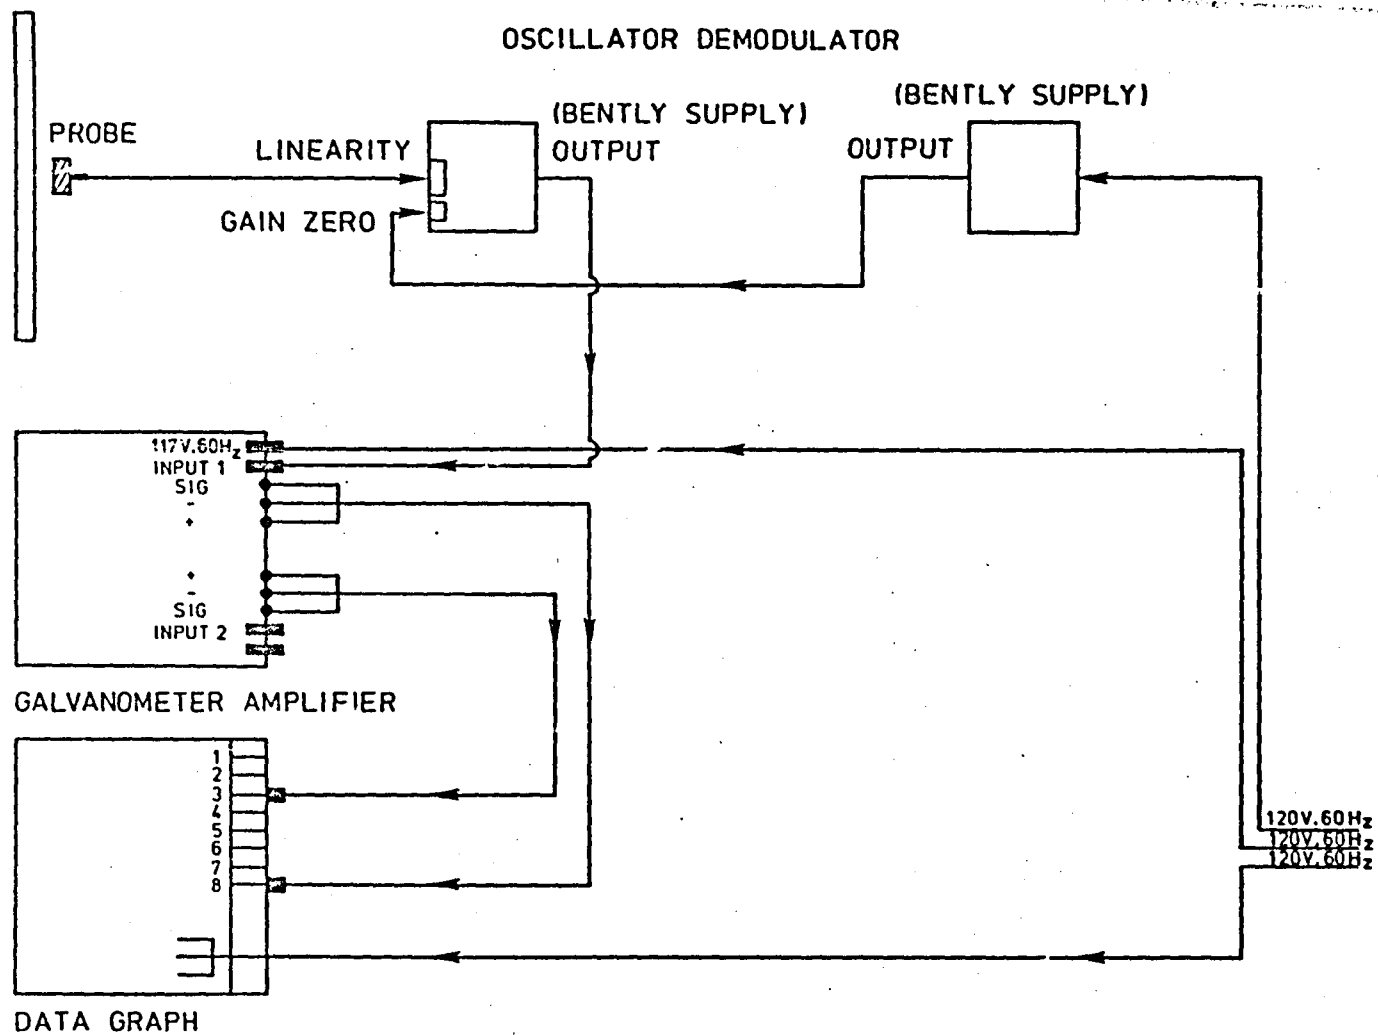 OSCILLATOR DEMODULATOR
(BENTLY SUPPLY)
(BENTLY SUPPLY)
PROBE
LINEARITY
OUTPUT
OUTPUT
GAIN ZERO
117V.60Hz
INPUT 1
SIG
-
+
+
-
SIG
INPUT 2
GALVANOMETER AMPLIFIER
1
2
3
4
5
6
7
8
120V.60Hz
120V.60Hz
120V.60Hz
DATA GRAPH